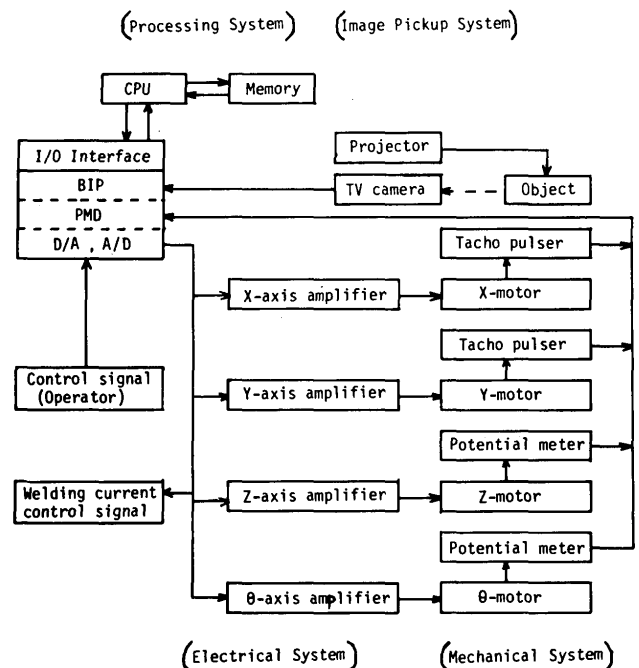 (Processing System) (Image Pickup System)
CPU
Memory
I/O Interface
BIP
PMD
D/A , A/D
Projector
TV camera
Object
Tacho pulser
X-axis amplifier
X-motor
Tacho pulser
Control signal
(Operator)
Y-axis amplifier
Y-motor
Potential meter
Welding current
control signal
Z-axis amplifier
Z-motor
Potential meter
θ-axis amplifier
θ-motor
(Electrical System) (Mechanical System)